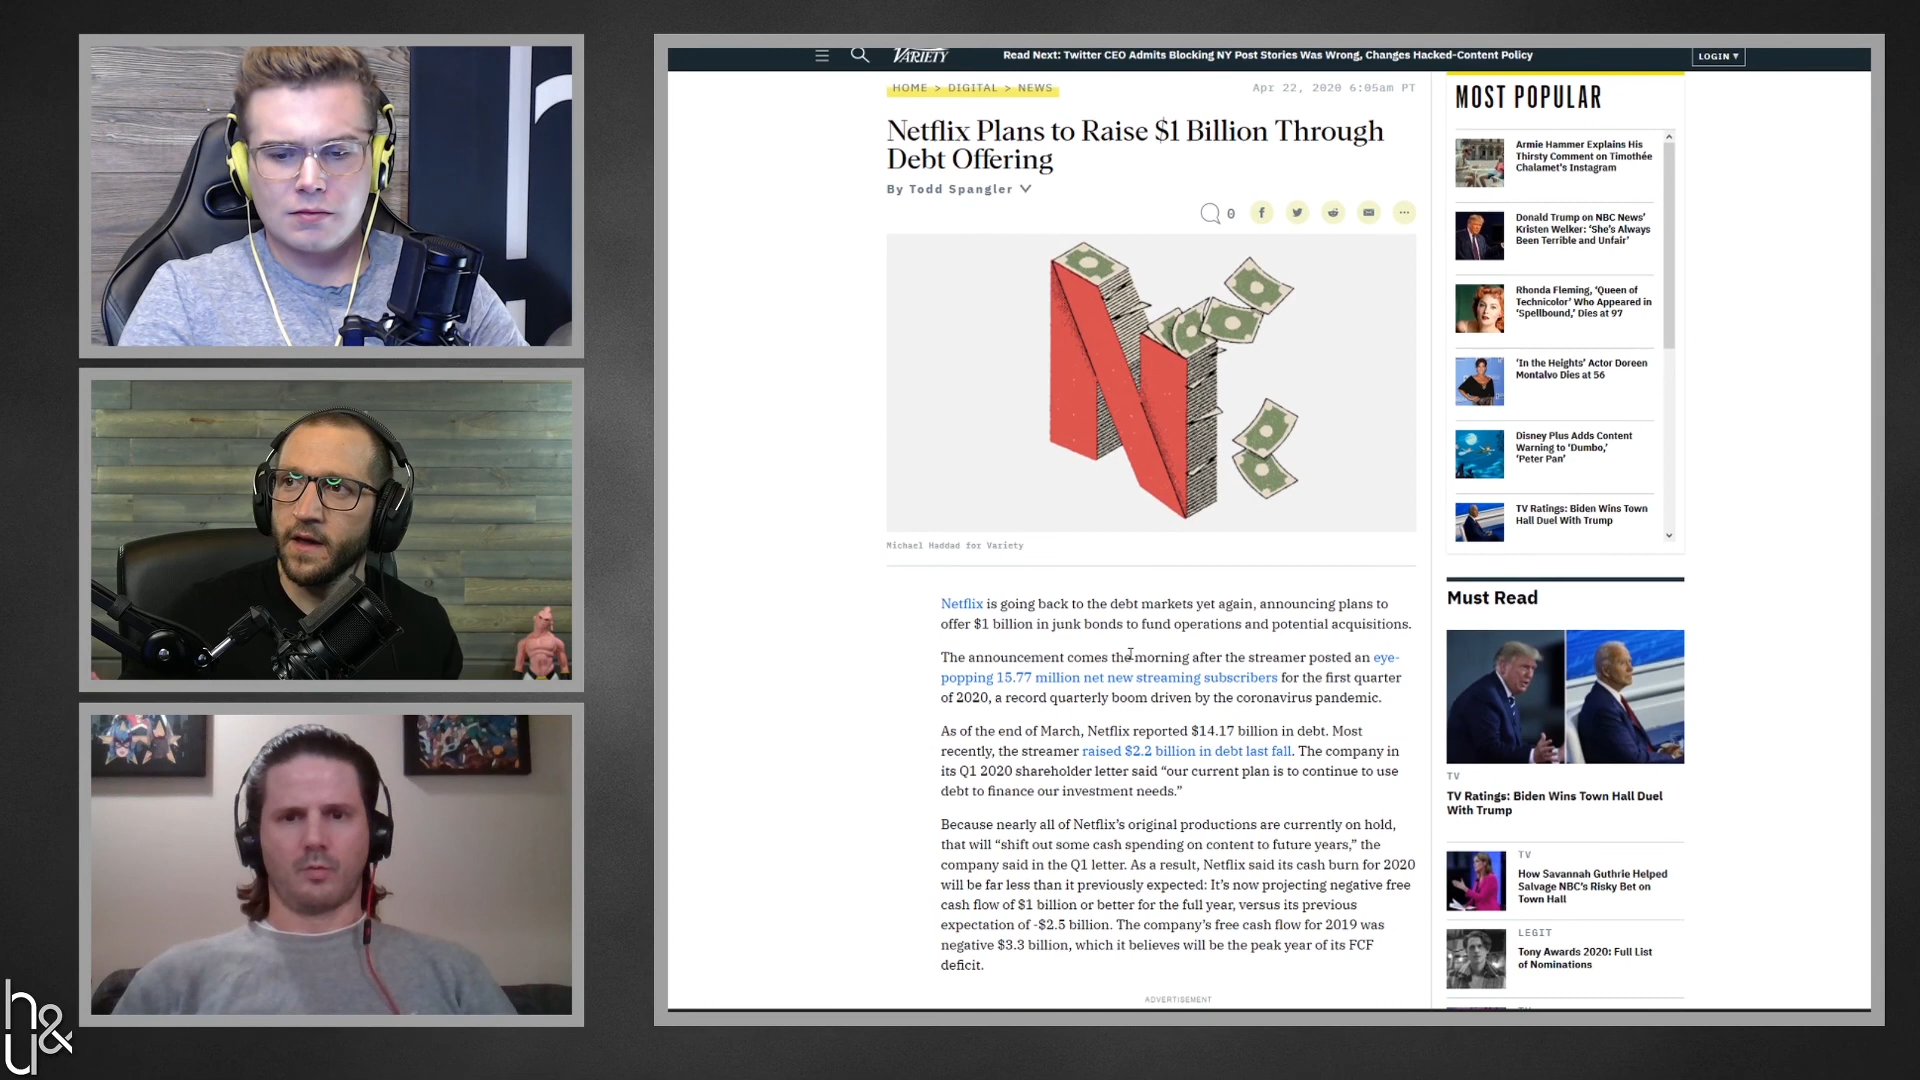 VARIETY
Read Next: Twitter CEO Admits Blocking NY Post Stories Was Wrong, Changes Hacked-Content Policy
LOGIN
HOME > DIGITAL > NEWS
Apr 22, 2020 6:05am PT
Netflix Plans to Raise $1 Billion Through
Debt Offering
By Todd Spangler
0
Michael Haddad for Variety
Netflix is going back to the debt markets yet again, announcing plans to
offer $1 billion in junk bonds to fund operations and potential acquisitions.
The announcement comes the morning after the streamer posted an eye-
popping 15.77 million net new streaming subscribers for the first quarter
of 2020, a record quarterly boom driven by the coronavirus pandemic.
As of the end of March, Netflix reported $14.17 billion in debt. Most
recently, the streamer raised $2.2 billion in debt last fall. The company in
its Q1 2020 shareholder letter said “our current plan is to continue to use
debt to finance our investment needs.”
Because nearly all of Netflix’s original productions are currently on hold,
that will “shift out some cash spending on content to future years,” the
company said in the Q1 letter. As a result, Netflix said its cash burn for 2020
will be far less than it previously expected: It’s now projecting negative free
cash flow of $1 billion or better for the full year, versus its previous
expectation of -$2.5 billion. The company’s free cash flow for 2019 was
negative $3.3 billion, which it believes will be the peak year of its FCF
deficit.
ADVERTISEMENT
MOST POPULAR
Armie Hammer Explains His
Thirsty Comment on Timothée
Chalamet’s Instagram
Donald Trump on NBC News’
Kristen Welker: ‘She’s Always
Been Terrible and Unfair’
Rhonda Fleming, ‘Queen of
Technicolor’ Who Appeared in
‘Spellbound,’ Dies at 97
‘In the Heights’ Actor Doreen
Montalvo Dies at 56
Disney Plus Adds Content
Warning to ‘Dumbo,’
‘Peter Pan’
TV Ratings: Biden Wins Town
Hall Duel With Trump
Must Read
TV
TV Ratings: Biden Wins Town Hall Duel
With Trump
TV
How Savannah Guthrie Helped
Salvage NBC’s Risky Bet on
Town Hall
LEGIT
Tony Awards 2020: Full List
of Nominations
h&u